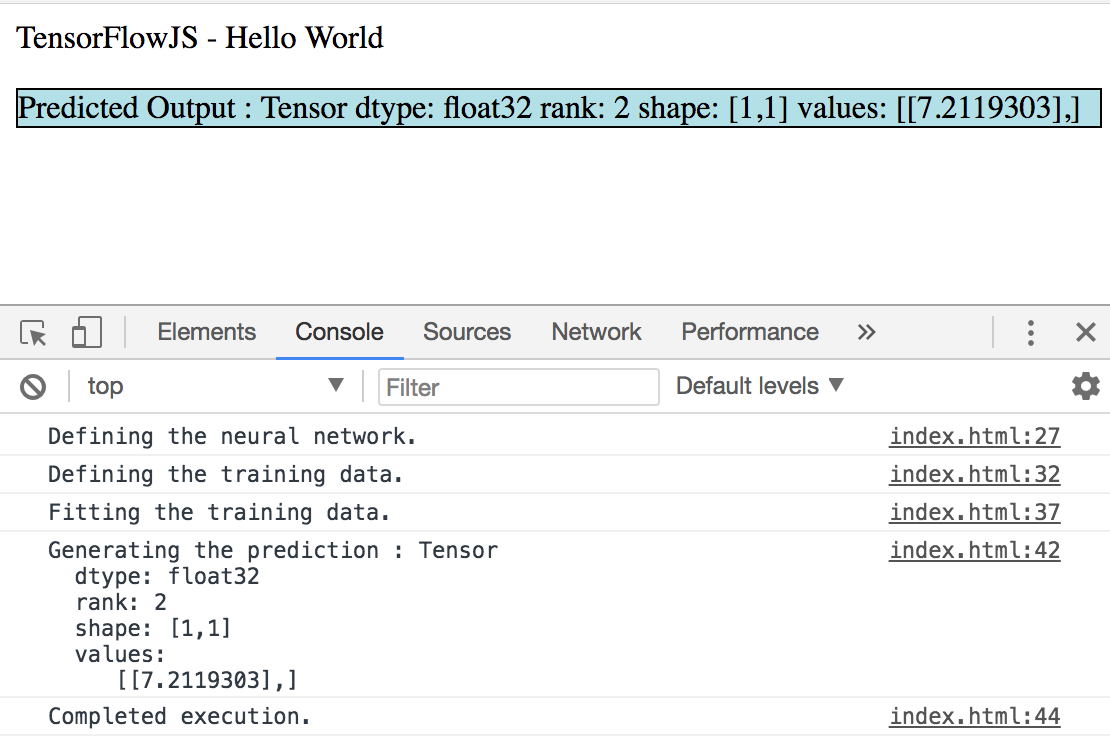 TensorFlowJS - Hello World
Predicted Output : Tensor dtype: float32 rank: 2 shape: [1,1] values: [[7.2119303],]
Elements Console Sources Network Performance »
top Filter Default levels
Defining the neural network. index.html:27
Defining the training data. index.html:32
Fitting the training data. index.html:37
Generating the prediction : Tensor index.html:42
dtype: float32
rank: 2
shape: [1,1]
values:
[[7.2119303],]
Completed execution. index.html:44